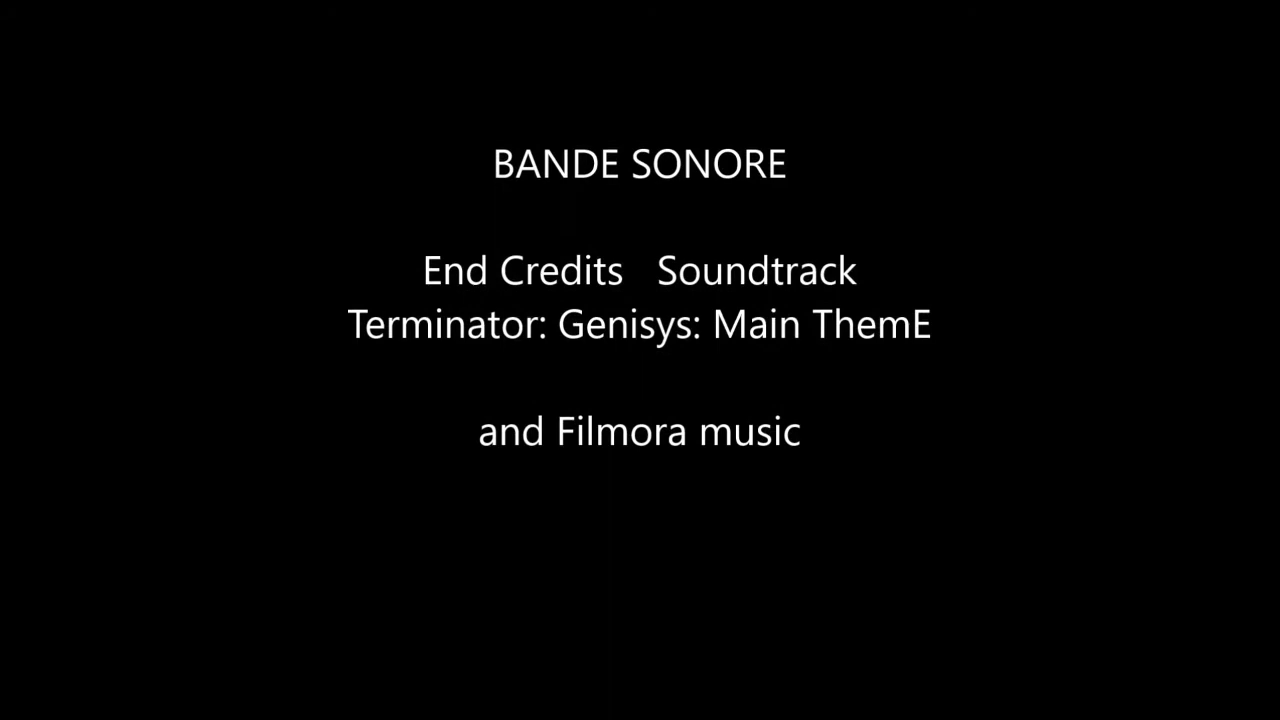 BANDE SONORE
End Credits   Soundtrack
Terminator: Genisys: Main ThemE
and Filmora music